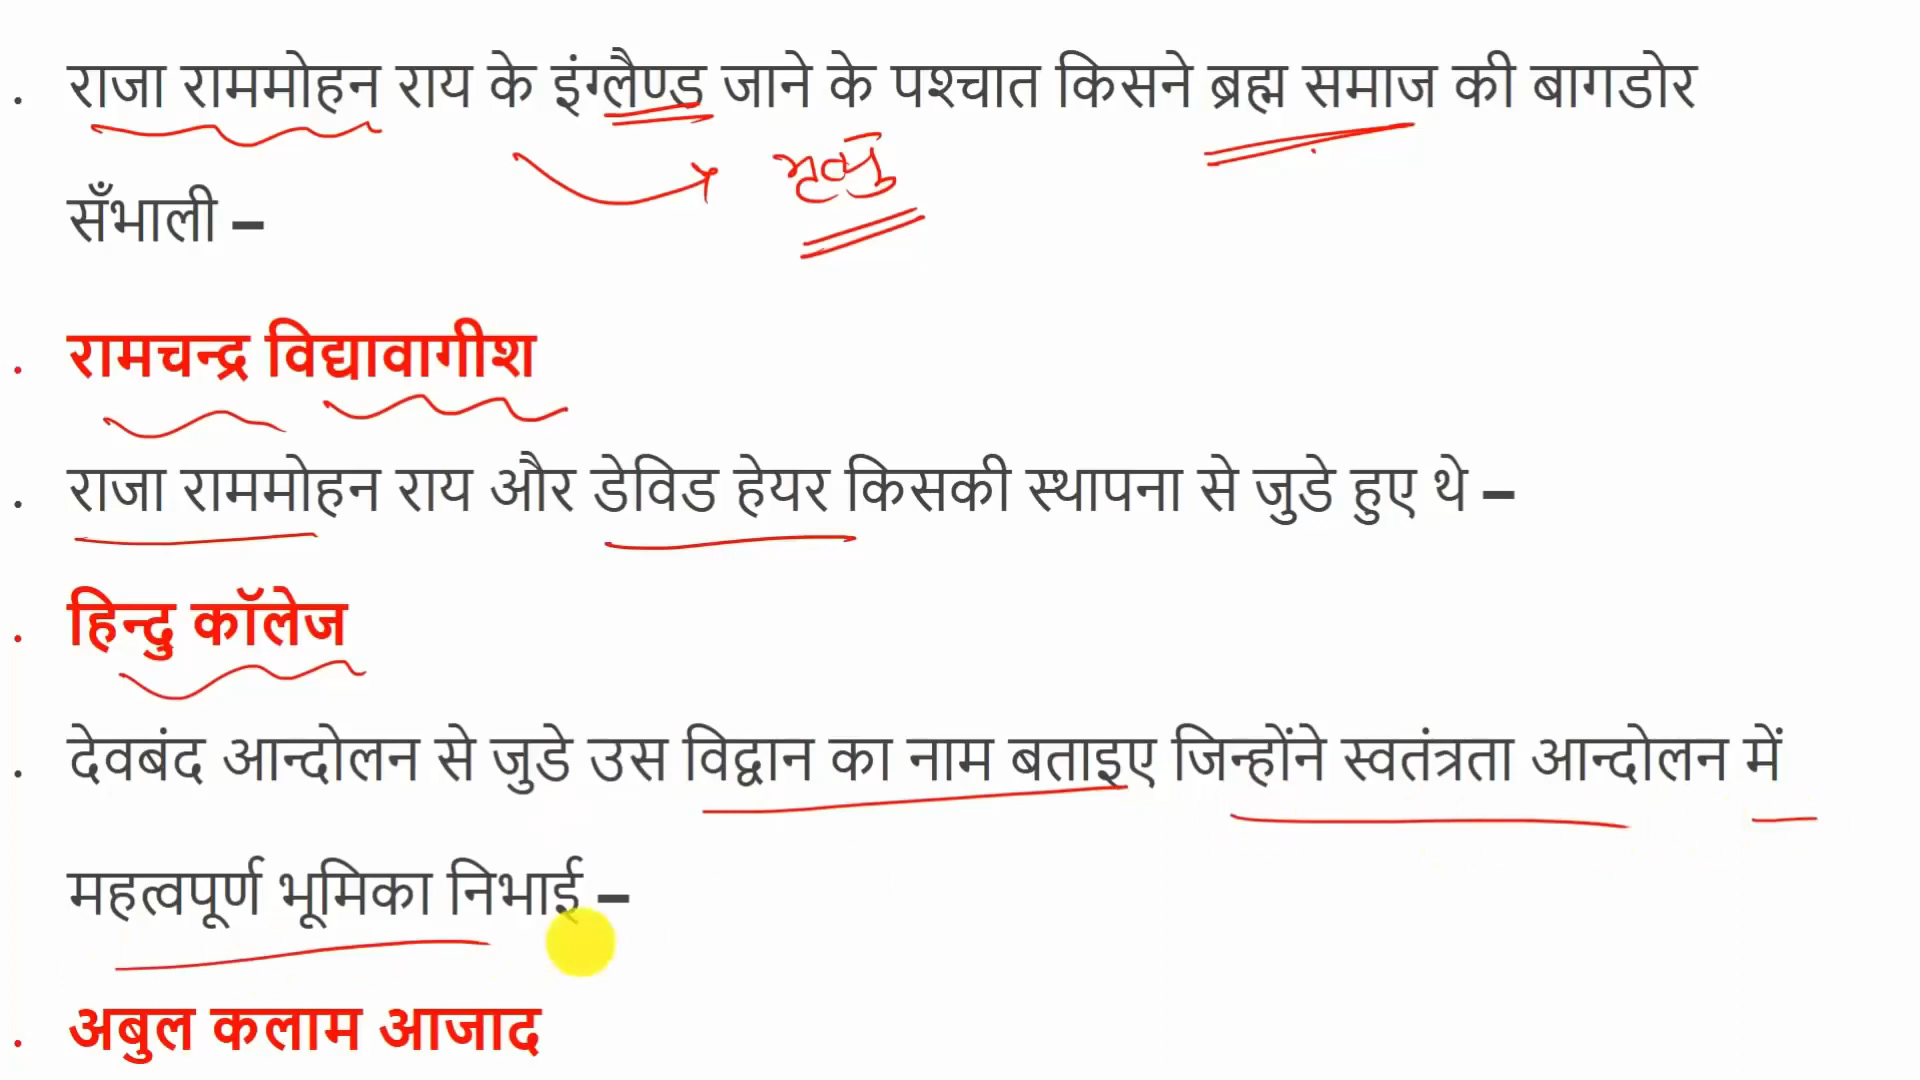 . राजा राममोहन राय के इंग्लैण्ड जाने के पश्चात किसने ब्रह्म समाज की बागडोर
मृत्यु
सँभाली –
. रामचन्द्र विद्यावागीश
. राजा राममोहन राय और डेविड हेयर किसकी स्थापना से जुडे हुए थे –
. हिन्दु कॉलेज
. देवबंद आन्दोलन से जुडे उस विद्वान का नाम बताइए जिन्होंने स्वतंत्रता आन्दोलन में
महत्वपूर्ण भूमिका निभाई –
. अबुल कलाम आजाद